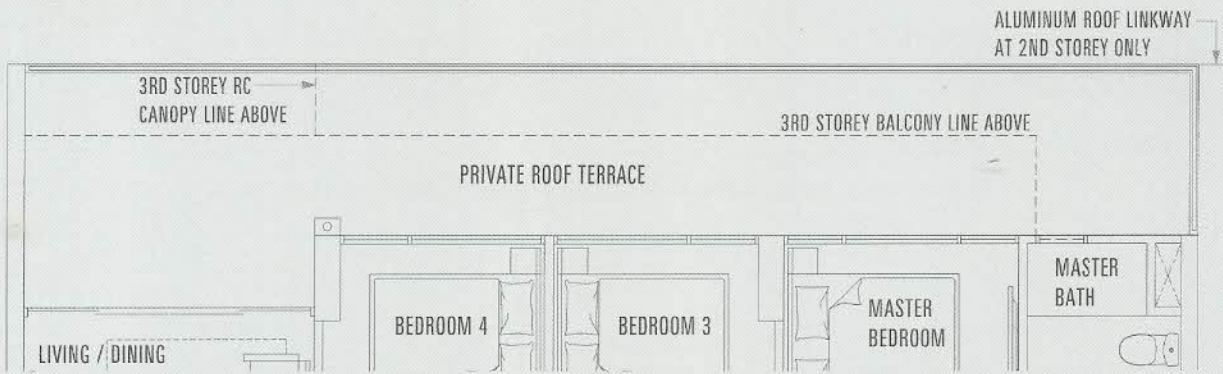 ALUMINUM ROOF LINKWAY
AT 2ND STOREY ONLY
3RD STOREY RC
CANOPY LINE ABOVE
3RD STOREY BALCONY LINE ABOVE
PRIVATE ROOF TERRACE
MASTER
BATH
BEDROOM 4
BEDROOM 3
MASTER
BEDROOM
LIVING / DINING